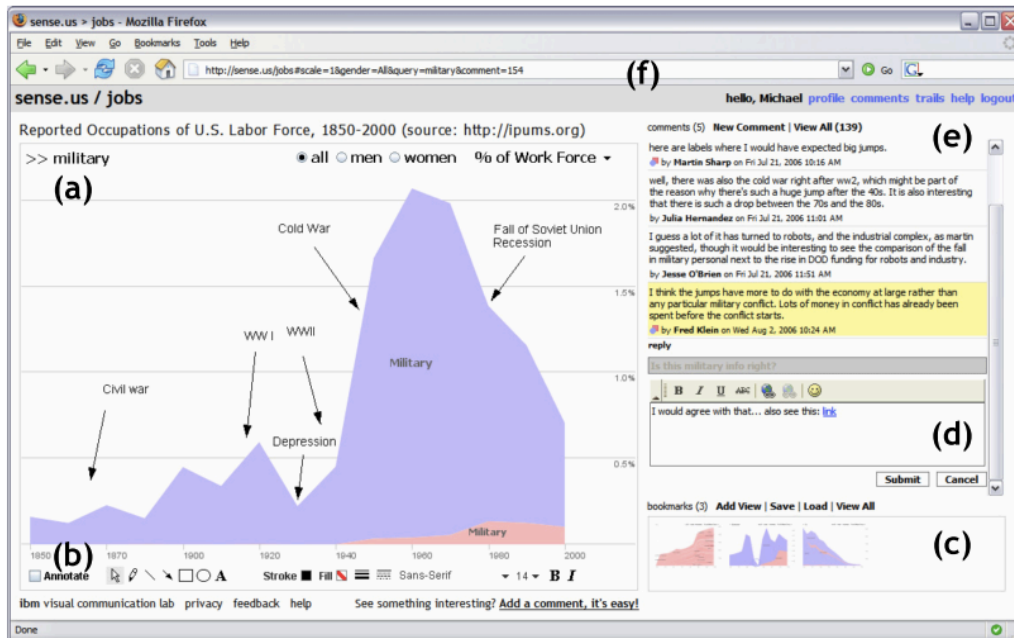 sense.us > jobs - Mozilla Firefox
File Edit View Go Bookmarks Tools Help
http://sense.us/jobs#scale=1&gender=All&query=military&comment=154
Go
G
(f)
sense.us / jobs
hello, Michael profile comments trails help logout
Reported Occupations of U.S. Labor Force, 1850-2000 (source: http://ipums.org)
>> military
all men women
% of Work Force
(a)
2.0%
Cold War
Fall of Soviet Union
Recession
1.5%
WW I
WWII
Military
1.0%
Civil war
Depression
0.5%
Military
(b)
1850 1870 1900 1920 1940 1960 1980 2000
Annotate
A
Stroke Fill
Sans-Serif
14
B I
ibm visual communication lab privacy feedback help
See something interesting? Add a comment, it's easy!
comments (5) New Comment | View All (139)
(e)
here are labels where I would have expected big jumps.
by Martin Sharp on Fri Jul 21, 2006 10:16 AM
well, there was also the cold war right after ww2, which might be part of
the reason why there's such a huge jump after the 40s. It is also interesting
that there is such a drop between the 70s and the 80s.
by Julia Hernandez on Fri Jul 21, 2006 11:01 AM
I guess a lot of it has turned to robots, and the industrial complex, as martin
suggested, though it would be interesting to see the comparison of the fall
in military personal next to the rise in DOD funding for robots and industry.
by Jesse O'Brien on Fri Jul 21, 2006 11:51 AM
I think the jumps have more to do with the economy at large rather than
any particular military conflict. Lots of money in conflict has already been
spent before the conflict starts.
by Fred Klein on Wed Aug 2, 2006 10:24 AM
reply
Is this military info right?
B I U ABC
I would agree with that... also see this: link
(d)
Submit Cancel
bookmarks (3) Add View | Save | Load | View All
(c)
Done